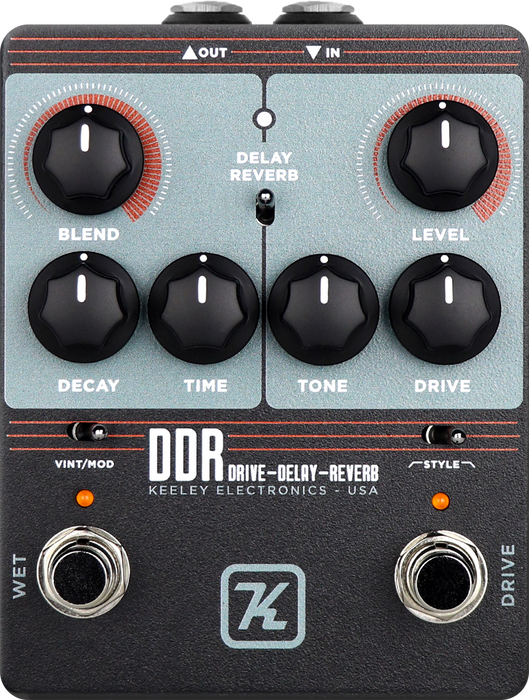 OUT IN
DELAY
REVERB
BLEND LEVEL
DECAY TIME TONE DRIVE
VINT/MOD STYLE
DDR DRIVE-DELAY-REVERB
KEELEY ELECTRONICS - USA
WET DRIVE
K